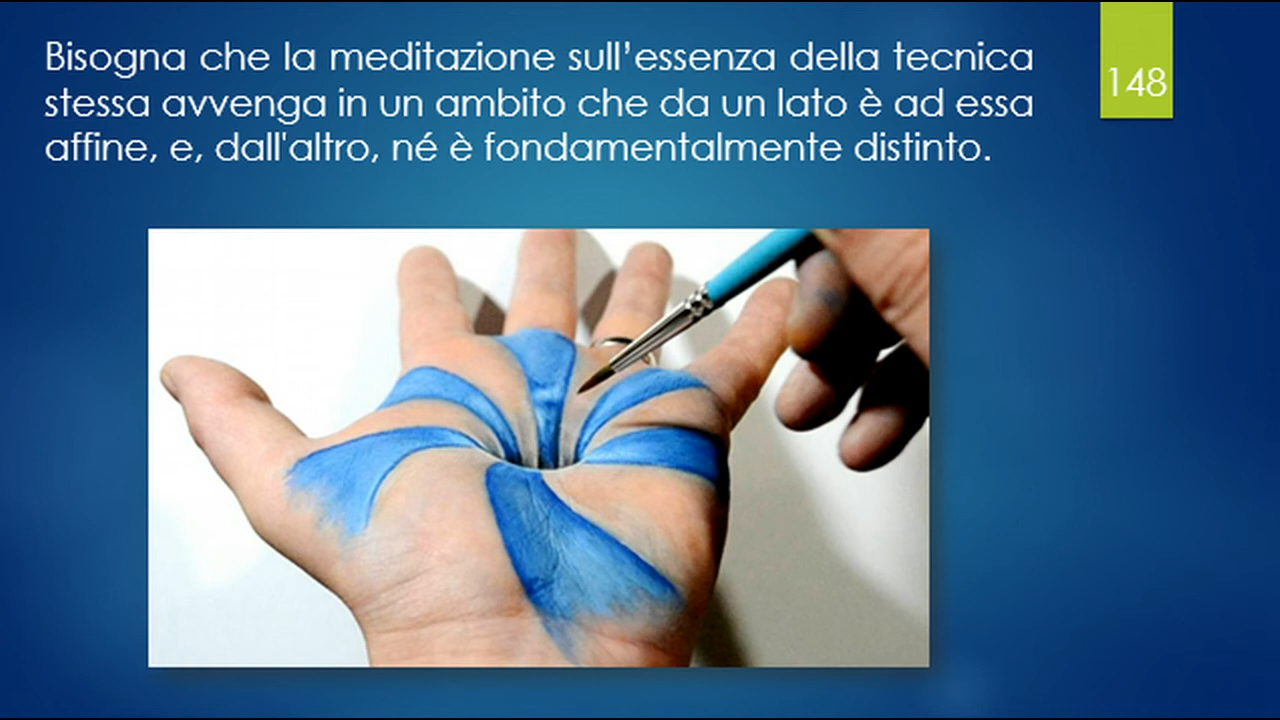 Bisogna che la meditazione sull’essenza della tecnica
stessa avvenga in un ambito che da un lato è ad essa
affine, e, dall'altro, né è fondamentalmente distinto.
148